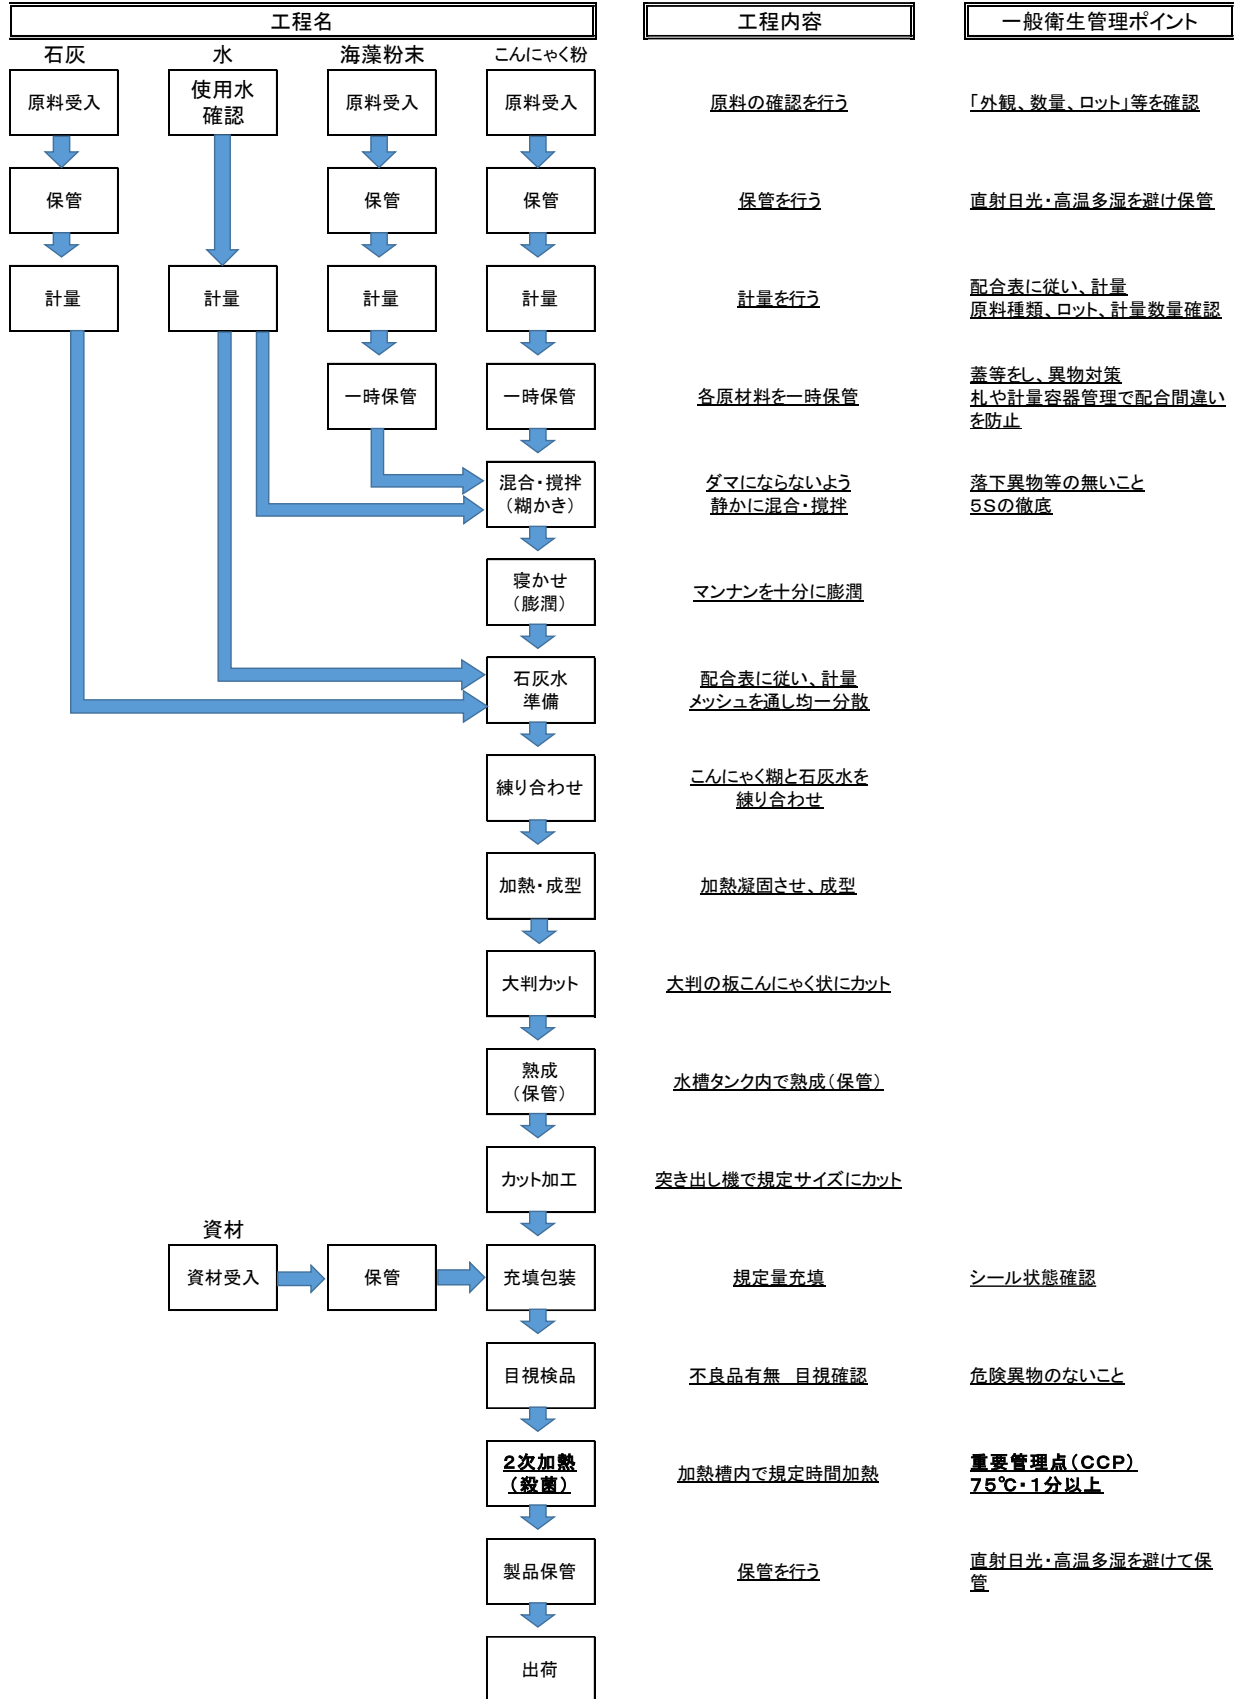 工程名
工程内容
一般衛生管理ポイント
石灰
水
海藻粉末
こんにゃく粉
原料受入
使用水
確認
原料受入
原料受入
原料の確認を行う
「外観、数量、ロット」等を確認
保管
保管
保管
保管を行う
直射日光・高温多湿を避け保管
計量
計量
計量
計量
計量を行う
配合表に従い、計量
原料種類、ロット、計量数量確認
一時保管
一時保管
各原材料を一時保管
蓋等をし、異物対策
札や計量容器管理で配合間違い
を防止
混合・撹拌
（糊かき）
ダマにならないよう
静かに混合・撹拌
落下異物等の無いこと
5Sの徹底
寝かせ
（膨潤）
マンナンを十分に膨潤
石灰水
準備
配合表に従い、計量
メッシュを通し均一分散
練り合わせ
こんにゃく糊と石灰水を
練り合わせ
加熱・成型
加熱凝固させ、成型
大判カット
大判の板こんにゃく状にカット
熟成
（保管）
水槽タンク内で熟成（保管）
カット加工
突き出し機で規定サイズにカット
資材
資材受入
保管
充填包装
規定量充填
シール状態確認
目視検品
不良品有無　目視確認
危険異物のないこと
２次加熱
（殺菌）
加熱槽内で規定時間加熱
重要管理点（ＣＣＰ）
７５℃・１分以上
製品保管
保管を行う
直射日光・高温多湿を避けて保
管
出荷